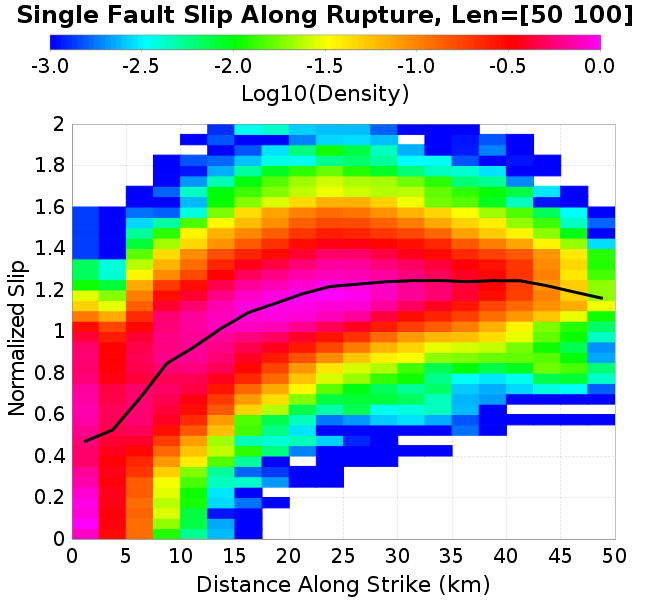 Single Fault Slip Along Rupture, Len=[50 100]
-3.0 -2.5 -2.0 -1.5 -1.0 -0.5 0.0
Log10(Density)
2
1.8
1.6
1.4
1.2
1
0.8
0.6
0.4
0.2
0
Normalized Slip
0 5 10 15 20 25 30 35 40 45 50
Distance Along Strike (km)